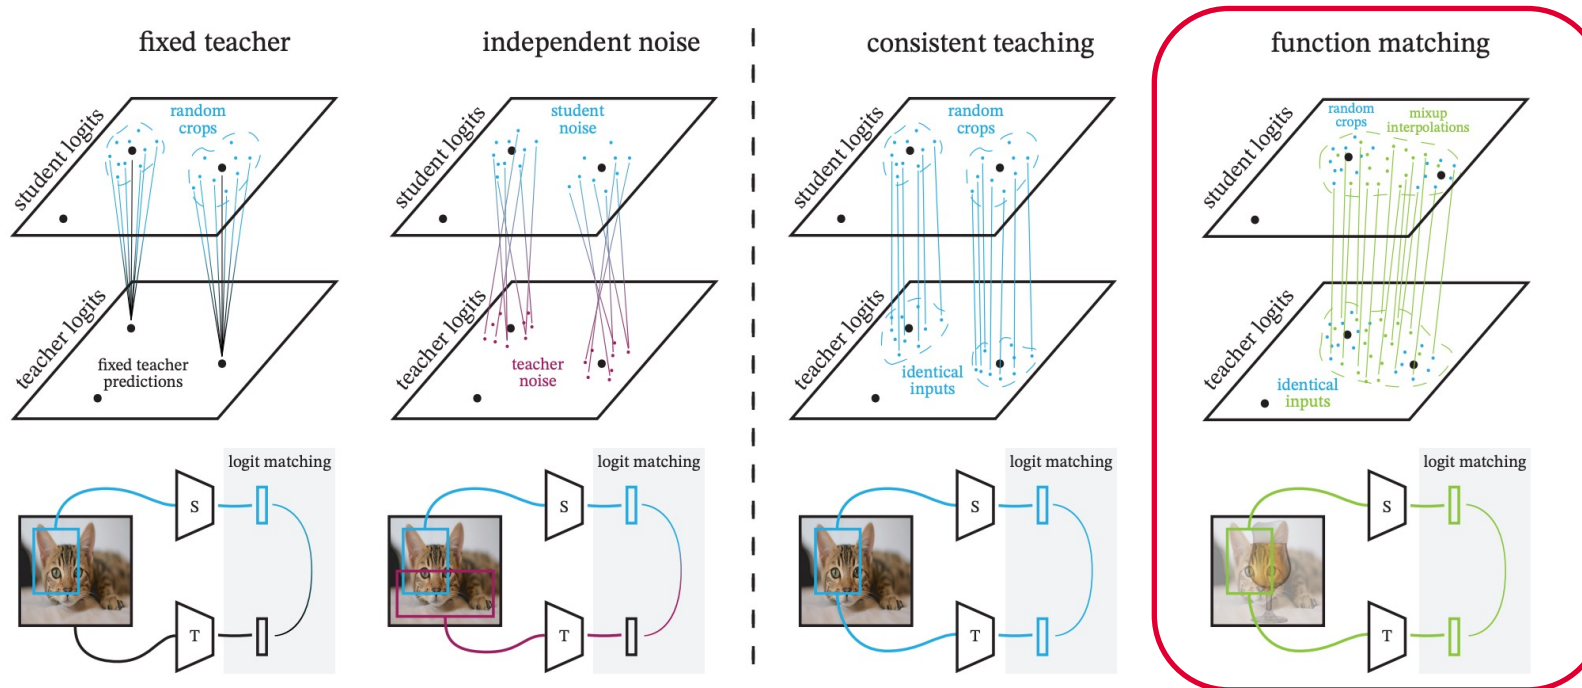 fixed teacher
independent noise
consistent teaching
function matching
student logits
random
crops
teacher logits
fixed teacher
predictions
student logits
student
noise
teacher logits
teacher
noise
student logits
random
crops
teacher logits
identical
inputs
student logits
random
crops
mixup
interpolations
teacher logits
identical
inputs
logit matching
S
T
logit matching
S
T
logit matching
S
T
logit matching
S
T